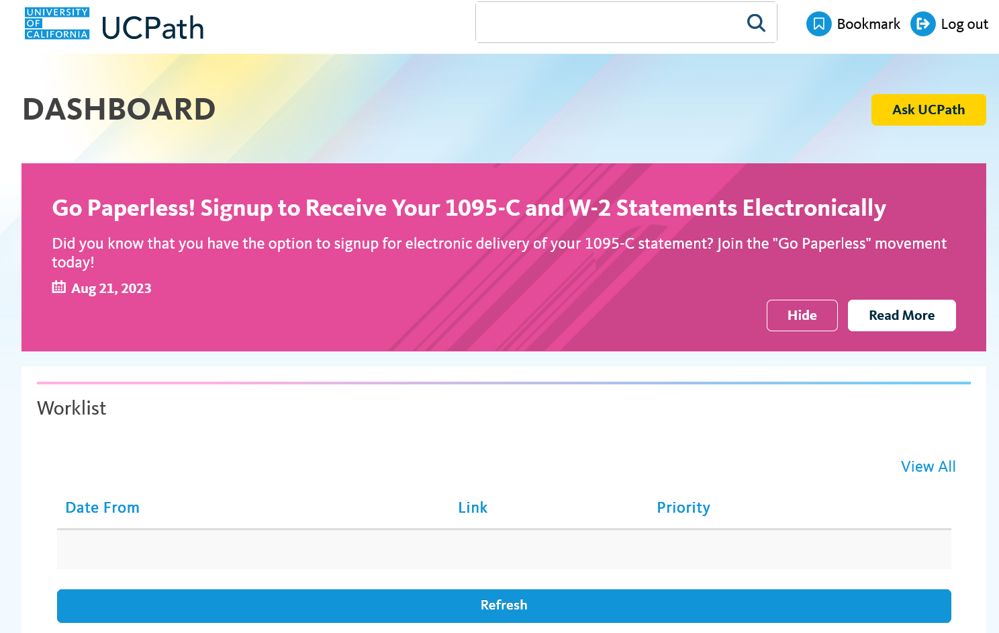 UNIVERSITY
OF
CALIFORNIA
UCPath
Bookmark
Log out
DASHBOARD
Ask UCPath
Go Paperless! Signup to Receive Your 1095-C and W-2 Statements Electronically
Did you know that you have the option to signup for electronic delivery of your 1095-C statement? Join the "Go Paperless" movement
today!
Aug 21, 2023
Hide
Read More
Worklist
View All
Date From
Link
Priority
Refresh